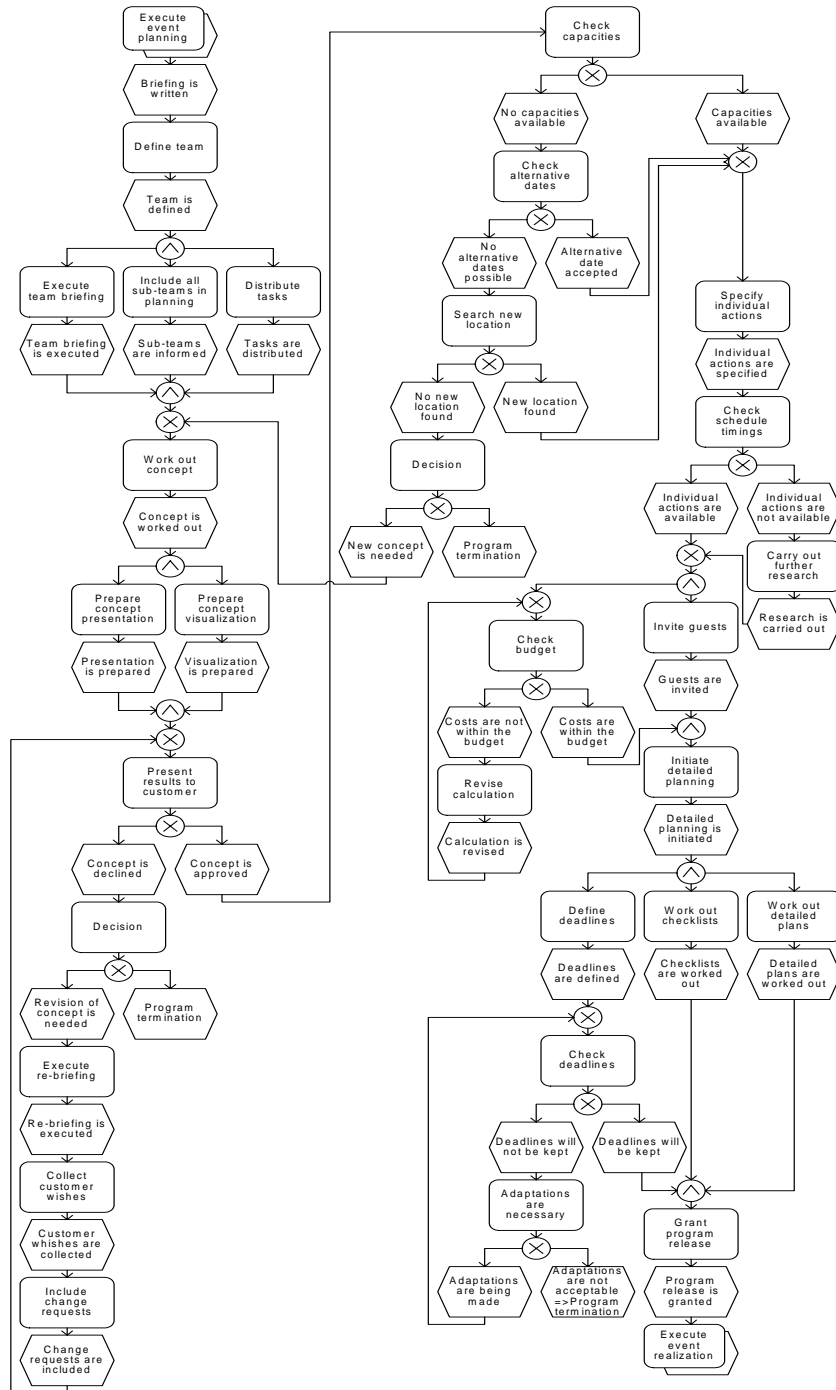 Execute
event
planning
Briefing is
written
Define team
Team is
defined
Execute
team briefing
Include all
sub-teams in
planning
Distribute
tasks
Team briefing
is executed
Sub-teams
are informed
Tasks are
distributed
Work out
concept
Concept is
worked out
Prepare
concept
presentation
Prepare
concept
visualization
Presentation
is prepared
Visualization
is prepared
Present
results to
customer
Concept is
declined
Concept is
approved
Decision
Revision of
concept is
needed
Program
termination
Execute
re-briefing
Re-briefing is
executed
Collect
customer
wishes
Customer
whishes are
collected
Include
change
requests
Change
requests are
included
Check
capacities
No capacities
available
Capacities
available
Check
alternative
dates
No
alternative
dates
possible
Alternative
date
accepted
Search new
location
No new
location
found
New location
found
Decision
New concept
is needed
Program
termination
Specify
individual
actions
Individual
actions are
specified
Check
schedule
timings
Individual
actions are
available
Individual
actions are
not available
Carry out
further
research
Research is
carried out
Check
budget
Invite guests
Guests are
invited
Costs are not
within the
budget
Costs are
within the
budget
Revise
calculation
Calculation is
revised
Initiate
detailed
planning
Detailed
planning is
initiated
Define
deadlines
Work out
checklists
Work out
detailed
plans
Deadlines
are defined
Checklists
are worked
out
Detailed
plans are
worked out
Check
deadlines
Deadlines will
not be kept
Deadlines will
be kept
Adaptations
are
necessary
Adaptations
are being
made
Adaptations
are not
acceptable
=>Program
termination
Grant
program
release
Program
release is
granted
Execute
event
realization